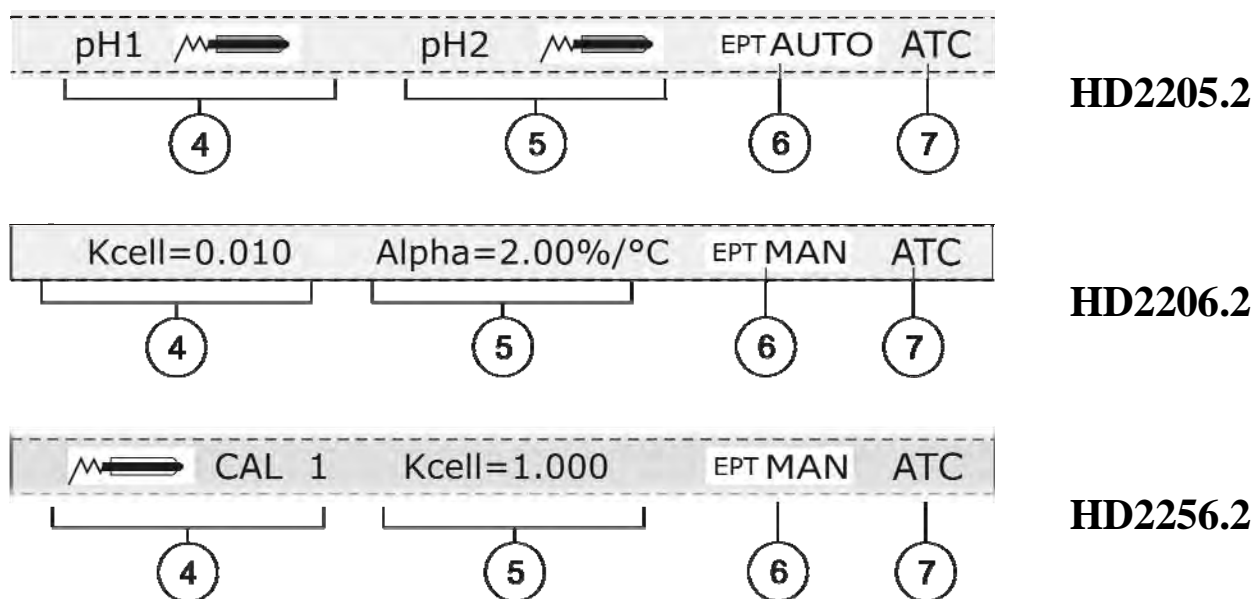 pH1 pH2 EPT AUTO ATC
HD2205.2
4 5 6 7
Kcell=0.010 Alpha=2.00%/°C EPT MAN ATC
HD2206.2
4 5 6 7
CAL 1 Kcell=1.000 EPT MAN ATC
HD2256.2
4 5 6 7